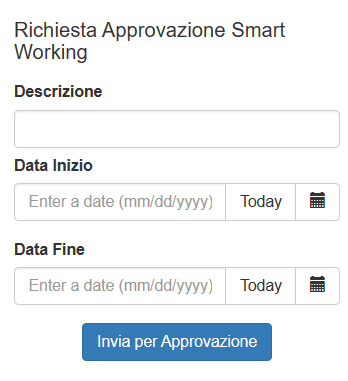 Richiesta Approvazione Smart
Working
Descrizione
Data Inizio
Enter a date (mm/dd/yyyy) Today
Data Fine
Enter a date (mm/dd/yyyy) Today
Invia per Approvazione